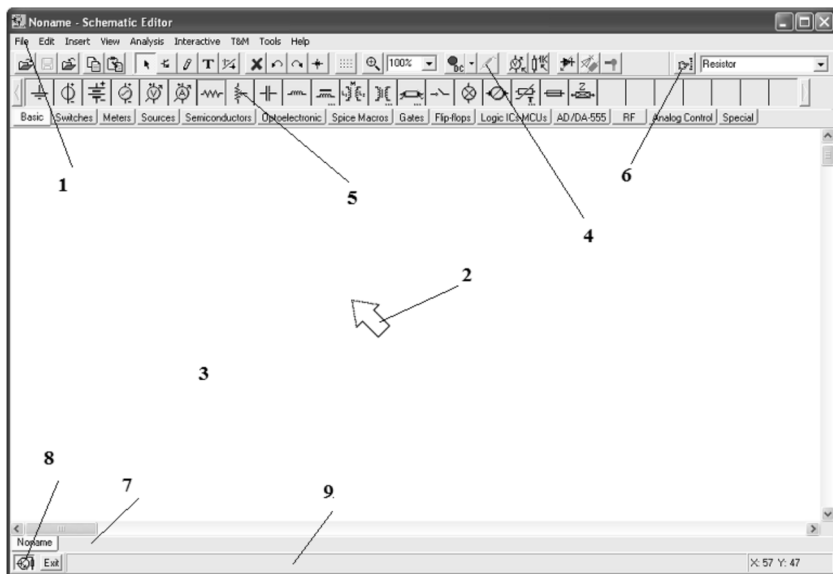 Noname - Schematic Editor
File Edit Insert View Analysis Interactive T&M Tools Help
T 100% DC Resistor
Basic Switches Meters Sources Semiconductors Optoelectronic Spice Macros Gates Flip-flops Logic ICs-MCUs AD/DA-555 RF Analog Control Special
1
5
6
4
2
3
8
7
9
Noname
Exit X: 57 Y: 47